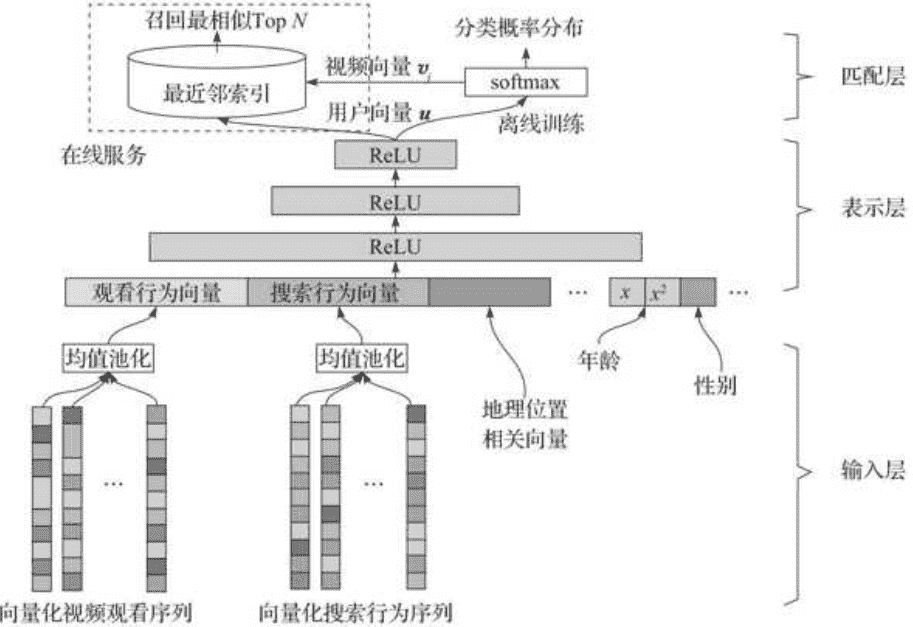 召回最相似Top N
分类概率分布
视频向量 vj
softmax
匹配层
最近邻索引
用户向量 u
离线训练
在线服务
ReLU
ReLU
表示层
ReLU
观看行为向量
搜索行为向量
...
x
x²
...
均值池化
均值池化
年龄
性别
地理位置
相关向量
输入层
...
...
向量化视频观看序列
向量化搜索行为序列